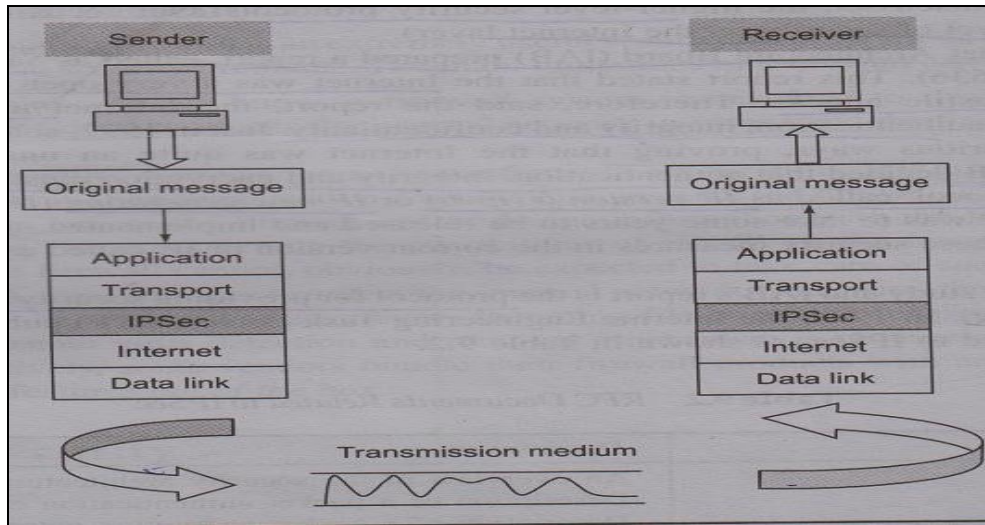 Sender
Receiver
Original message
Original message
Application
Transport
IPSec
Internet
Data link
Application
Transport
IPSec
Internet
Data link
Transmission medium